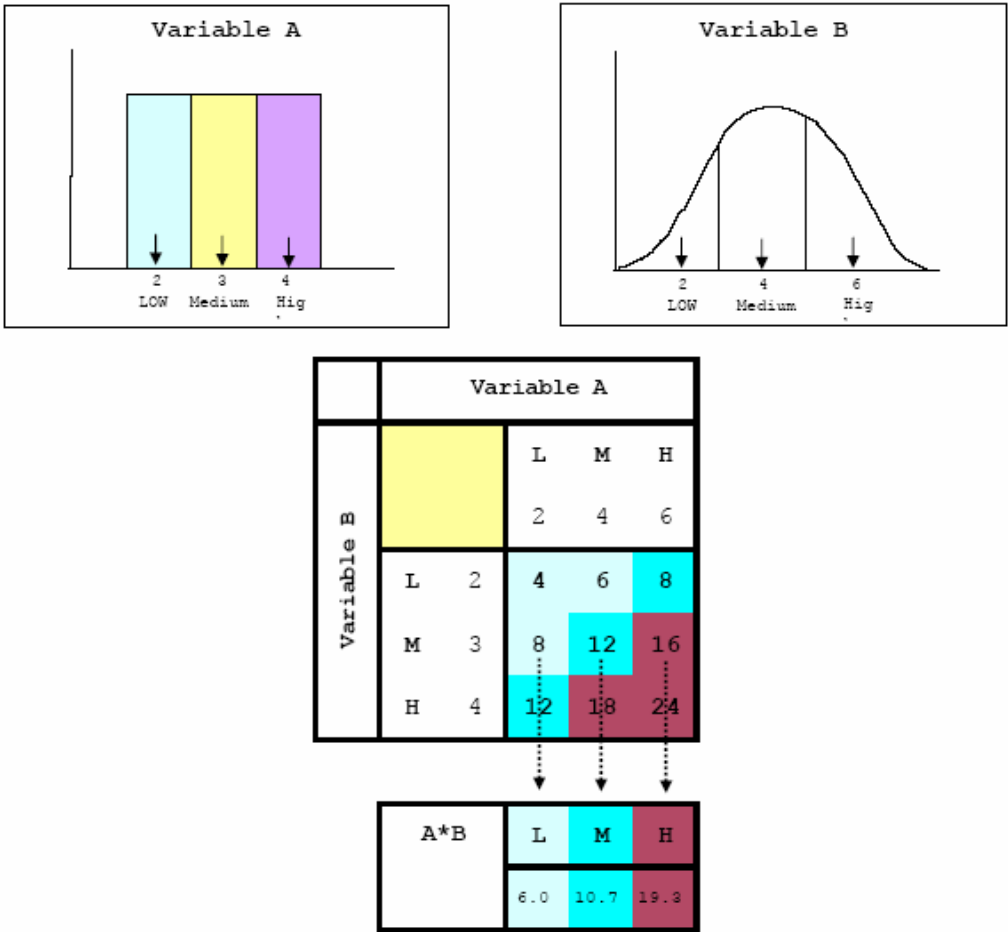 Variable A
2 3 4
LOW Medium Hig
Variable B
2 4 6
LOW Medium Hig
Variable A
Variable B
L M H
2 4 6
L 2 4 6 8
M 3 8 12 16
H 4 12 18 24
A*B L M H
6.0 10.7 19.3